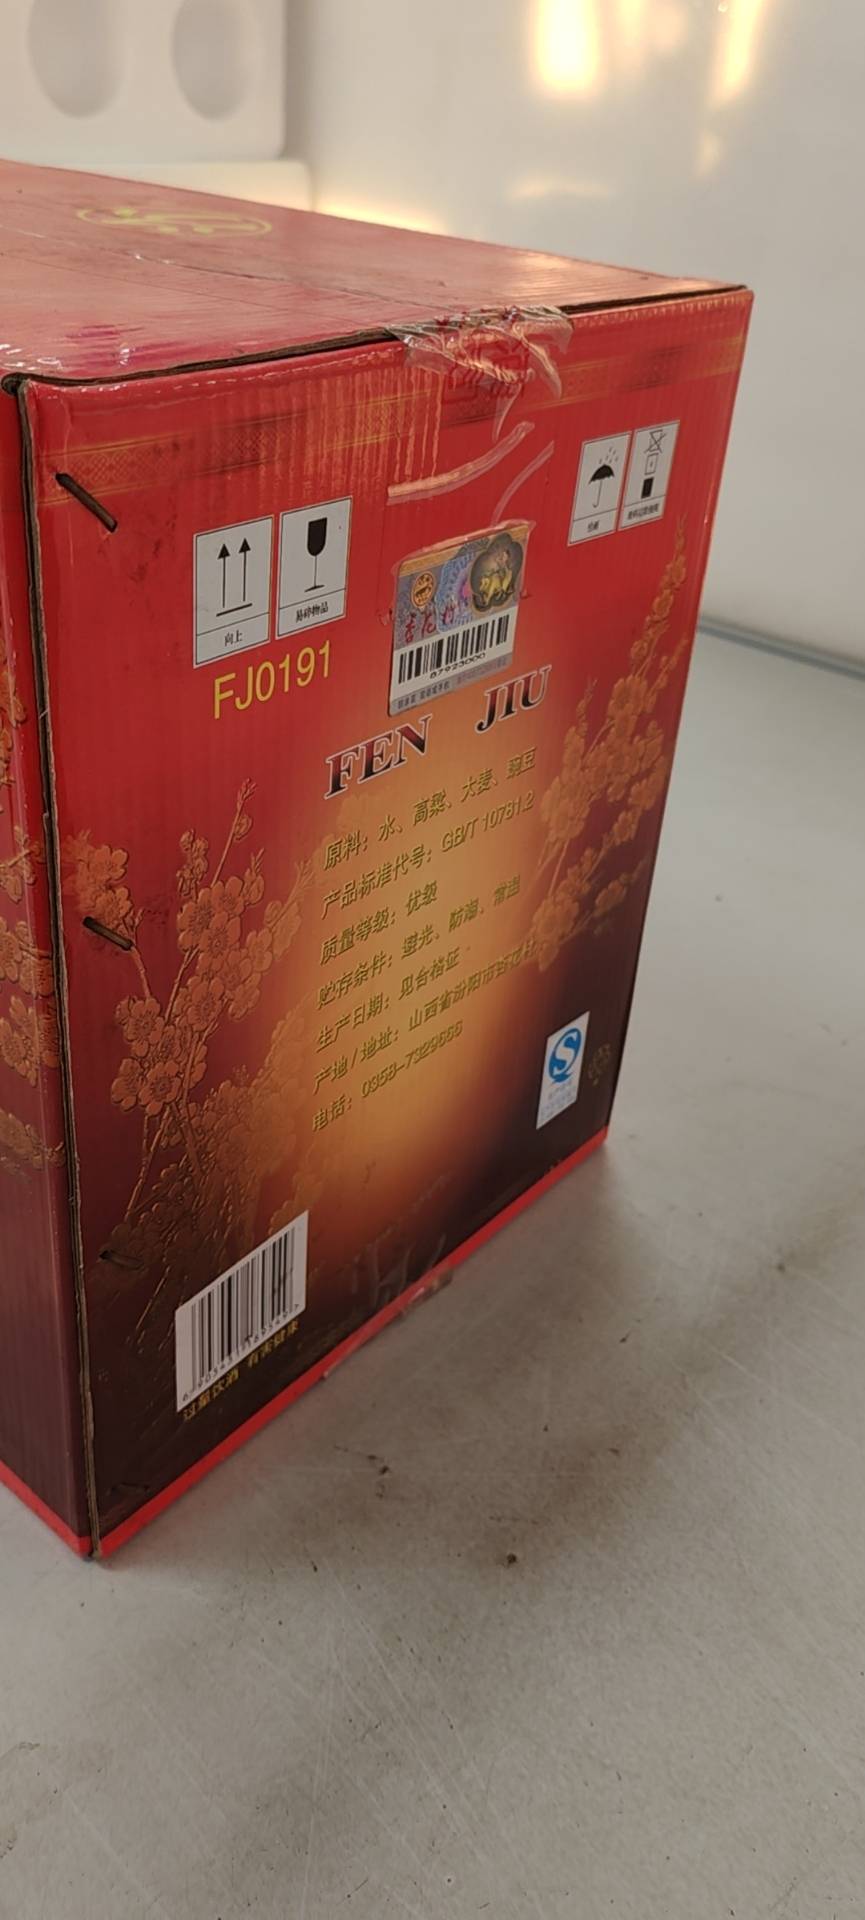 向上
易碎物品
怕雨
FJ0191
杏花村
87923000
FEN JIU
原料：水、高粱、大麦、豌豆
产品标准代号：GB/T 10781.2
质量等级：优级
贮存条件：避光、防潮、常温
生产日期：见合格证
产地/地址：山西省汾阳市杏花村
电话：0358-7329666
过量饮酒 有害健康